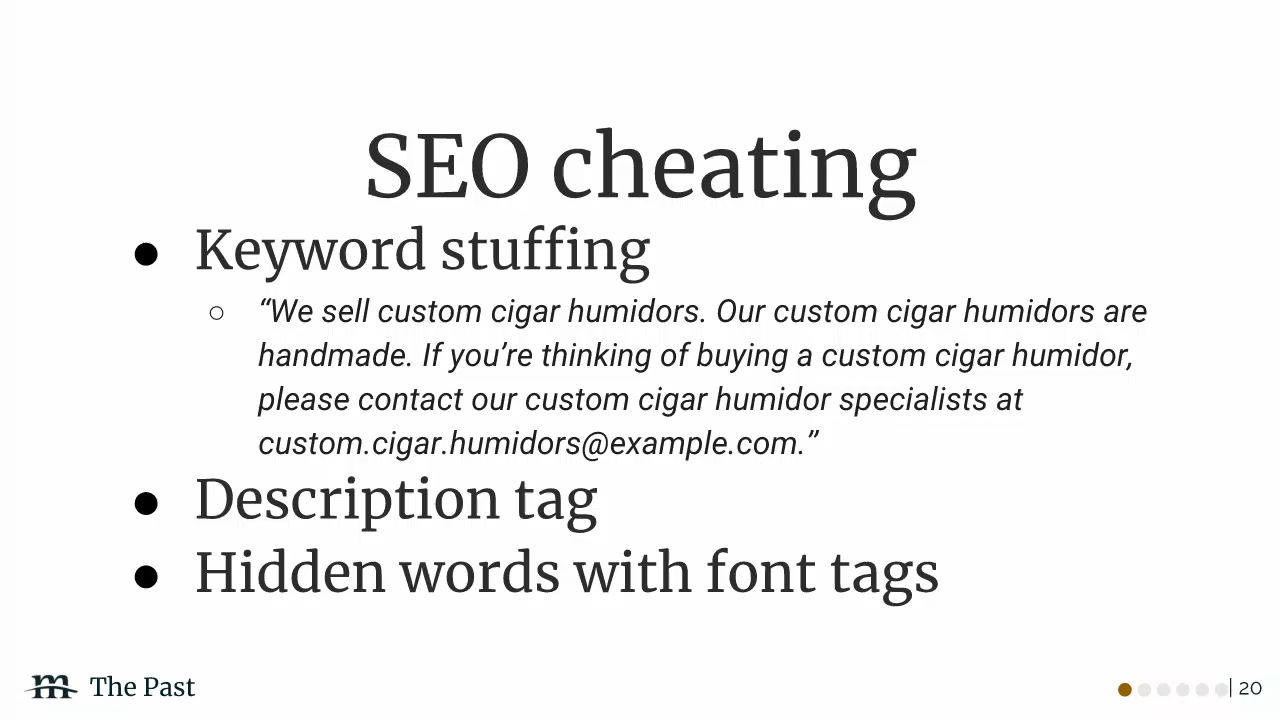 SEO cheating
● Keyword stuffing
○ “We sell custom cigar humidors. Our custom cigar humidors are
handmade. If you’re thinking of buying a custom cigar humidor,
please contact our custom cigar humidor specialists at
custom.cigar.humidors@example.com.”
● Description tag
● Hidden words with font tags
m The Past
| 20